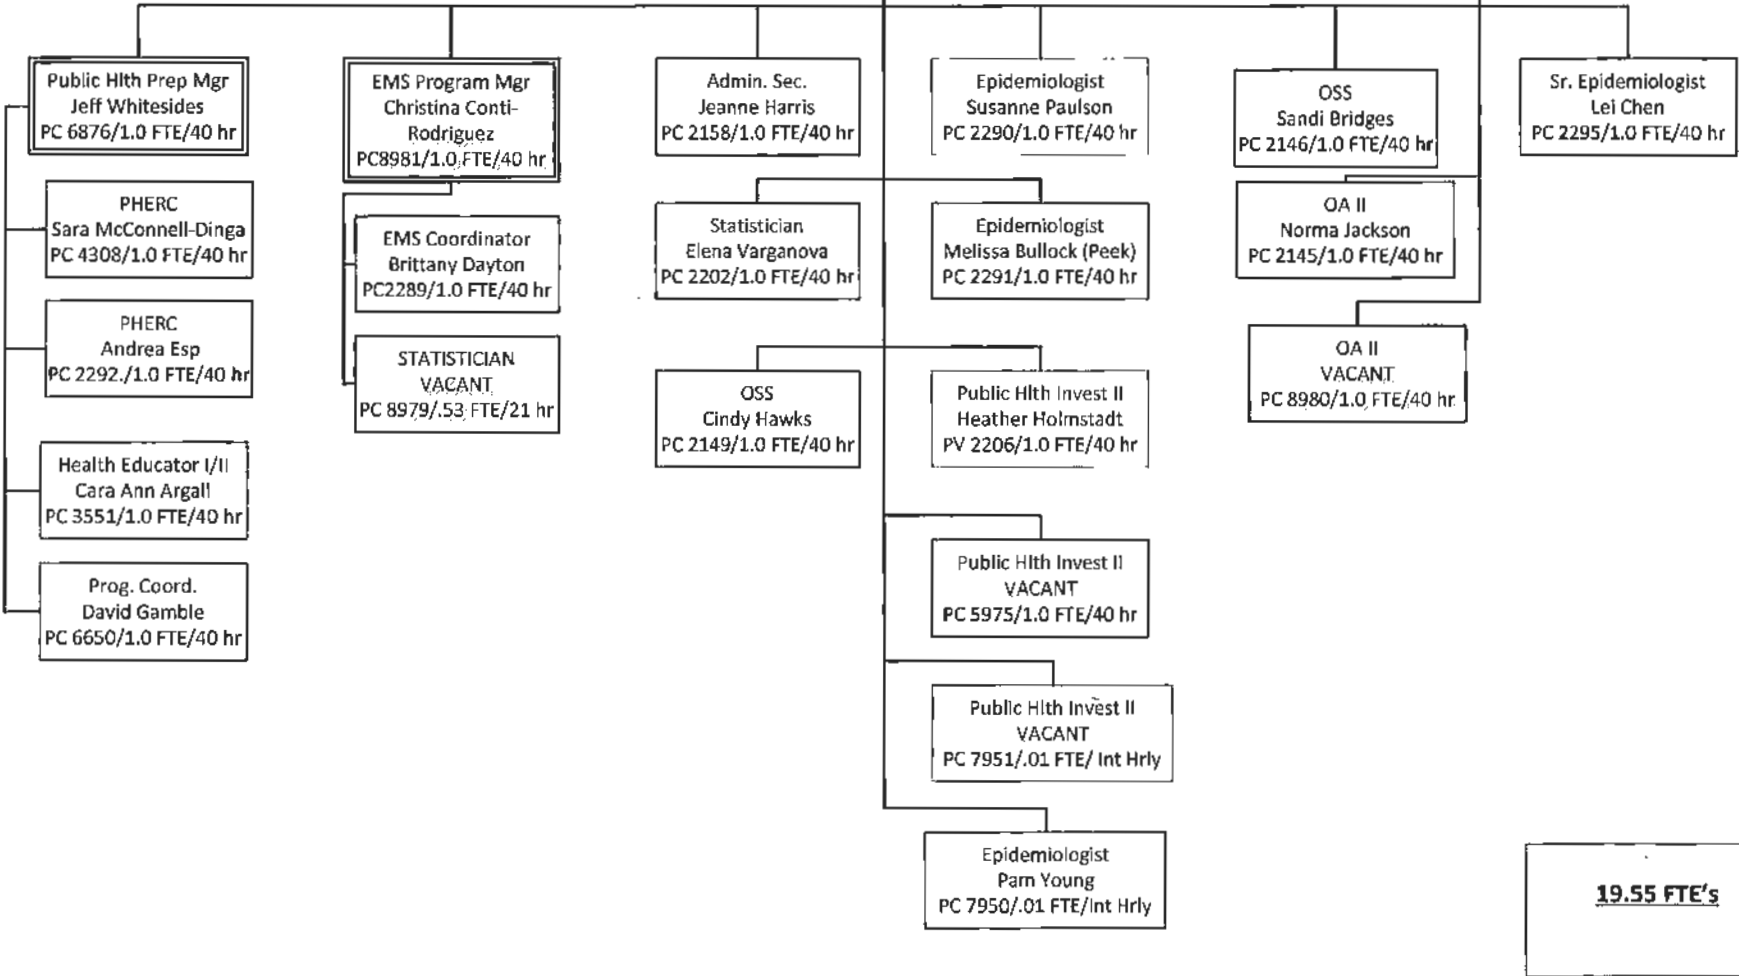 Public Hlth Prep Mgr
Jeff Whitesides
PC 6876/1.0 FTE/40 hr
PHERC
Sara McConnell-Dinga
PC 4308/1.0 FTE/40 hr
PHERC
Andrea Esp
PC 2292./1.0 FTE/40 hr
Health Educator I/II
Cara Ann Argall
PC 3551/1.0 FTE/40 hr
Prog. Coord.
David Gamble
PC 6650/1.0 FTE/40 hr
EMS Program Mgr
Christina Conti-
Rodriguez
PC8981/1.0 FTE/40 hr
EMS Coordinator
Brittany Dayton
PC2289/1.0 FTE/40 hr
STATISTICIAN
VACANT
PC 8979/.53 FTE/21 hr
Admin. Sec.
Jeanne Harris
PC 2158/1.0 FTE/40 hr
Statistician
Elena Varganova
PC 2202/1.0 FTE/40 hr
OSS
Cindy Hawks
PC 2149/1.0 FTE/40 hr
Epidemiologist
Susanne Paulson
PC 2290/1.0 FTE/40 hr
Epidemiologist
Melissa Bullock (Peek)
PC 2291/1.0 FTE/40 hr
Public Hlth Invest II
Heather Holmstadt
PV 2206/1.0 FTE/40 hr
Public Hlth Invest II
VACANT
PC 5975/1.0 FTE/40 hr
Public Hlth Invest II
VACANT
PC 7951/.01 FTE/ Int Hrly
Epidemiologist
Pam Young
PC 7950/.01 FTE/Int Hrly
OSS
Sandi Bridges
PC 2146/1.0 FTE/40 hr
OA II
Norma Jackson
PC 2145/1.0 FTE/40 hr
OA II
VACANT
PC 8980/1.0 FTE/40 hr
Sr. Epidemiologist
Lei Chen
PC 2295/1.0 FTE/40 hr
19.55 FTE's